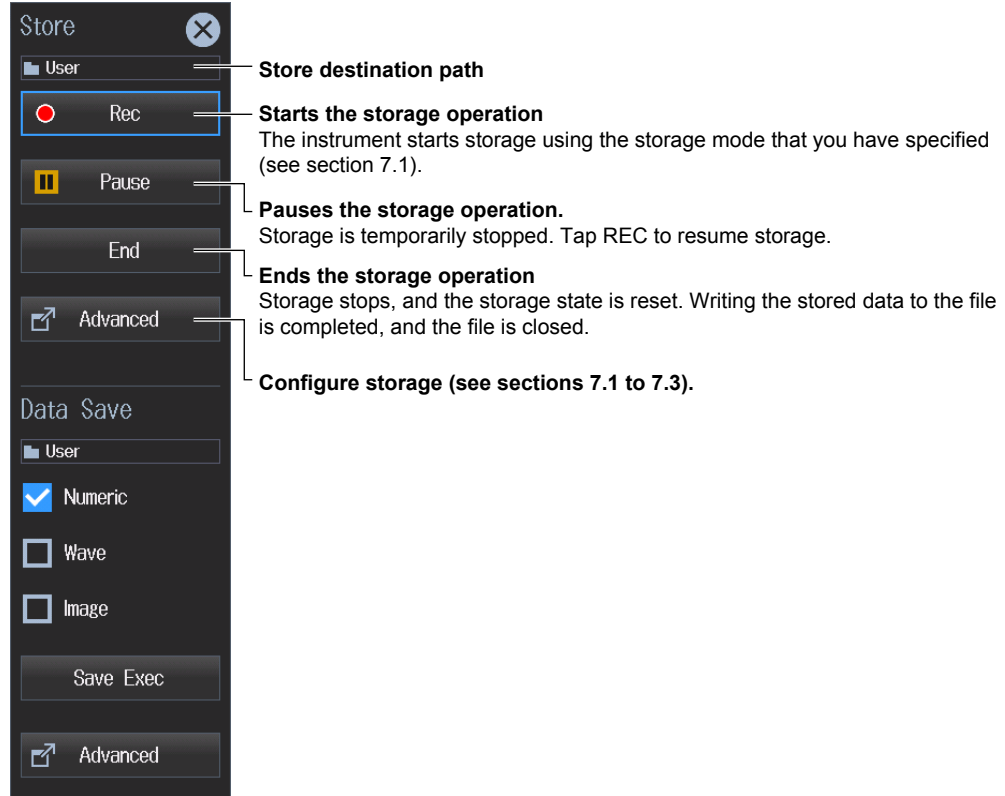 Store
User
Store destination path
Rec
Starts the storage operation
The instrument starts storage using the storage mode that you have specified
(see section 7.1).
Pause
Pauses the storage operation.
Storage is temporarily stopped. Tap REC to resume storage.
End
Ends the storage operation
Storage stops, and the storage state is reset. Writing the stored data to the file
is completed, and the file is closed.
Advanced
Configure storage (see sections 7.1 to 7.3).
Data Save
User
Numeric
Wave
Image
Save Exec
Advanced